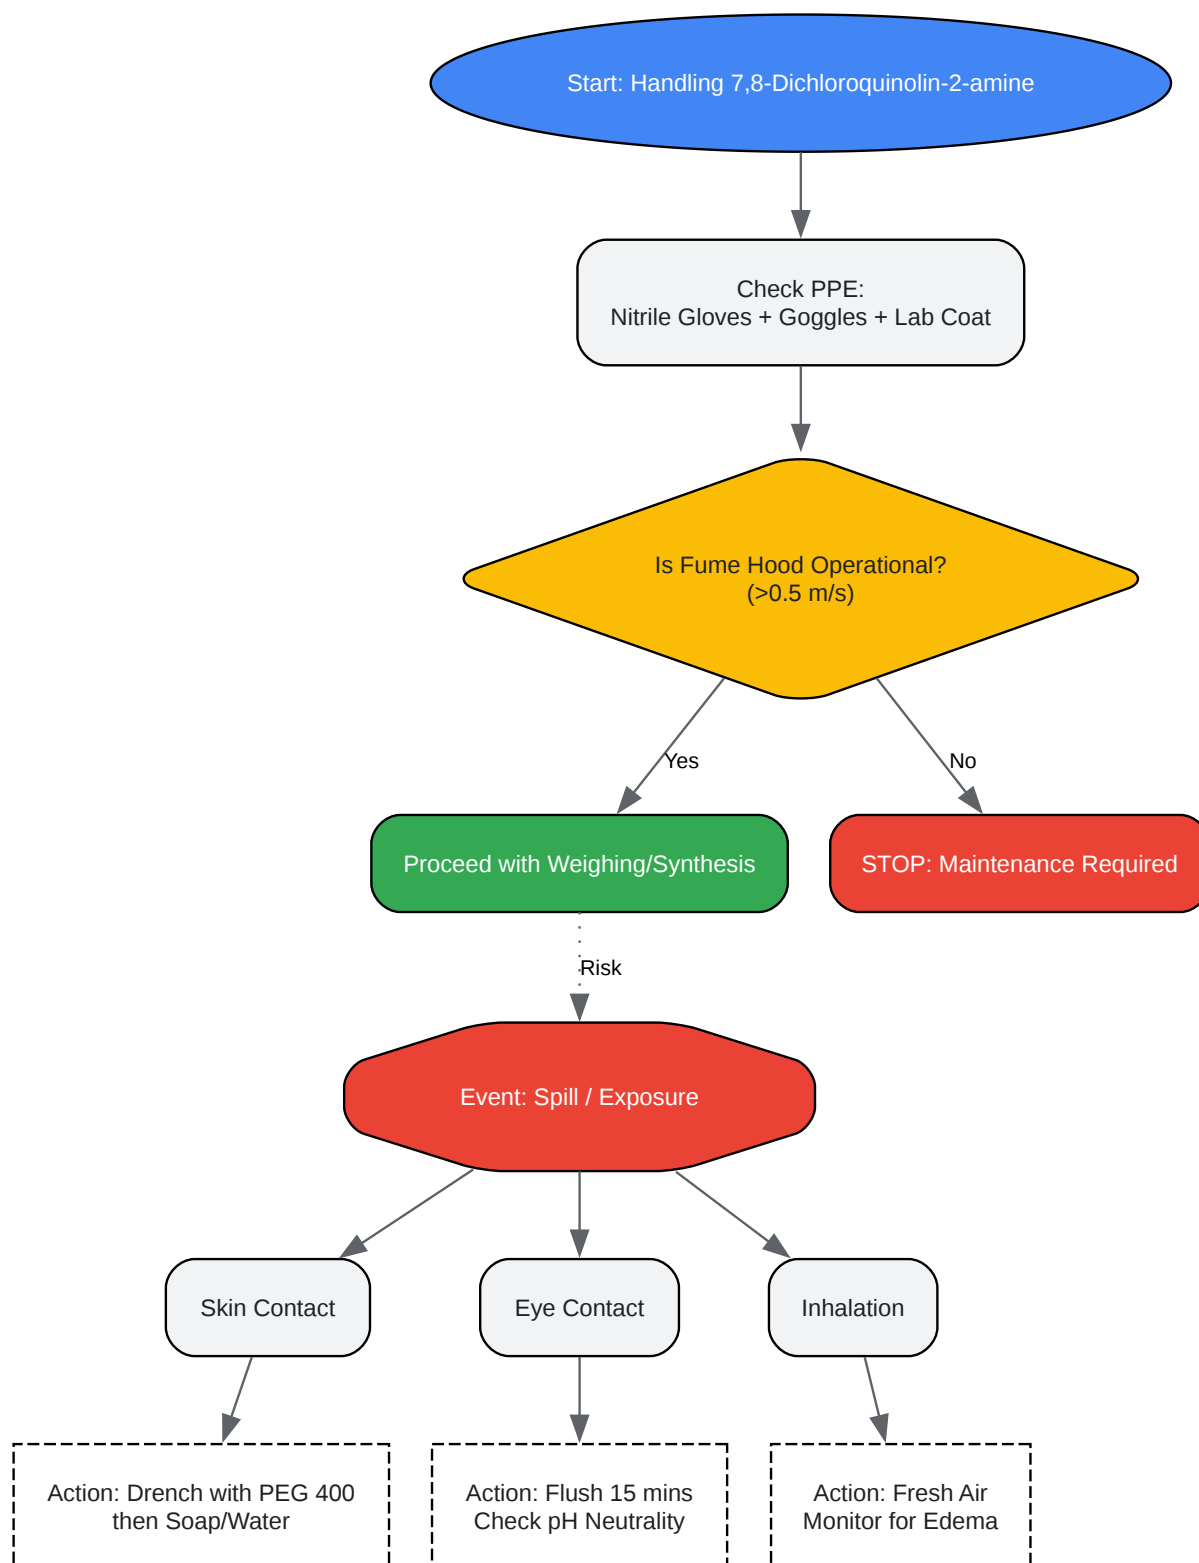 Start: Handling 7,8-Dichloroquinolin-2-amine
Check PPE:
Nitrile Gloves + Goggles + Lab Coat
Is Fume Hood Operational?
(>0.5 m/s)
Yes
No
Proceed with Weighing/Synthesis
STOP: Maintenance Required
Risk
Event: Spill / Exposure
Skin Contact
Eye Contact
Inhalation
Action: Drench with PEG 400
then Soap/Water
Action: Flush 15 mins
Check pH Neutrality
Action: Fresh Air
Monitor for Edema